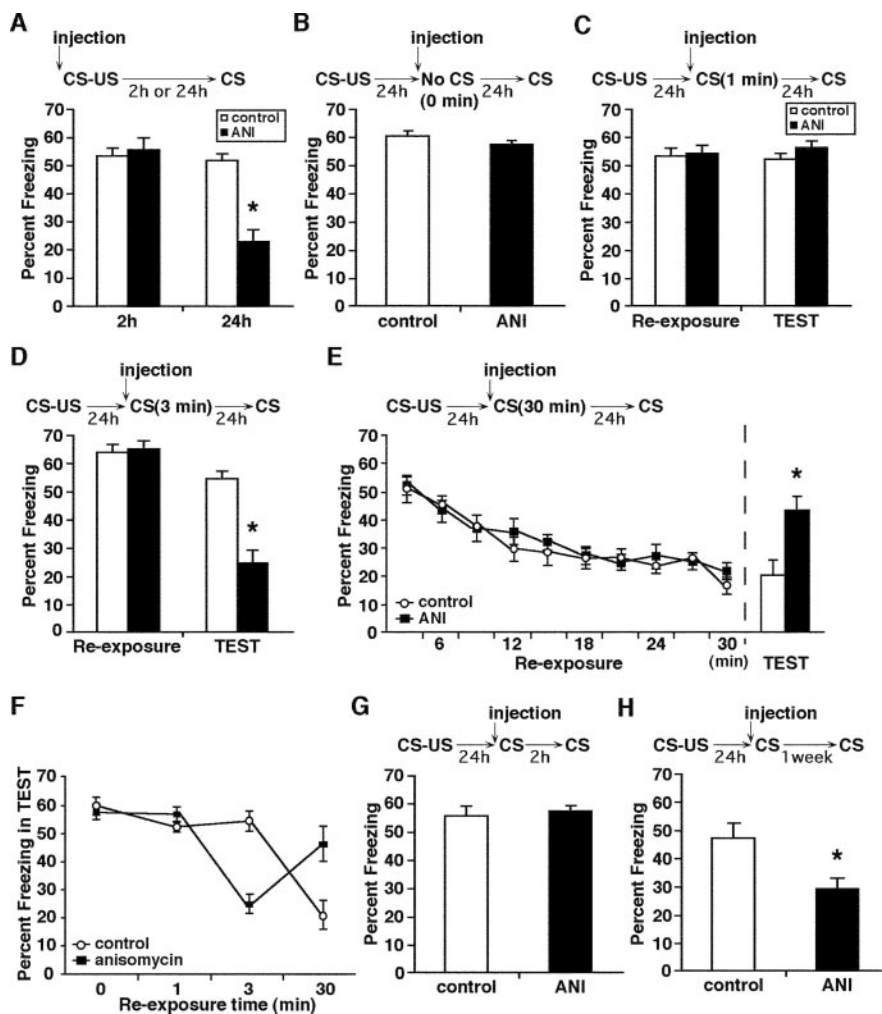 A
injection
CS-US → CS
2h or 24h
control
ANI
Percent Freezing
70
60
50
40
30
20
10
0
*
2h 24h
B
injection
CS-US → No CS → CS
24h (0 min) 24h
Percent Freezing
70
60
50
40
30
20
10
0
control ANI
C
injection
CS-US → CS(1 min) → CS
24h 24h
control
ANI
Percent Freezing
70
60
50
40
30
20
10
0
Re-exposure TEST
D
injection
CS-US → CS(3 min) → CS
24h 24h
Percent Freezing
70
60
50
40
30
20
10
0
*
Re-exposure TEST
E
injection
CS-US → CS(30 min) → CS
24h 24h
Percent Freezing
70
60
50
40
30
20
10
0
control
ANI
*
6 12 18 24 30
Re-exposure (min) TEST
F
Percent Freezing in TEST
70
60
50
40
30
20
10
0
control
anisomycin
0 1 3 30
Re-exposure time (min)
G
injection
CS-US → CS → CS
24h 2h
Percent Freezing
70
60
50
40
30
20
10
0
control ANI
H
injection
CS-US → CS → CS
24h 1week
Percent Freezing
70
60
50
40
30
20
10
0
*
control ANI